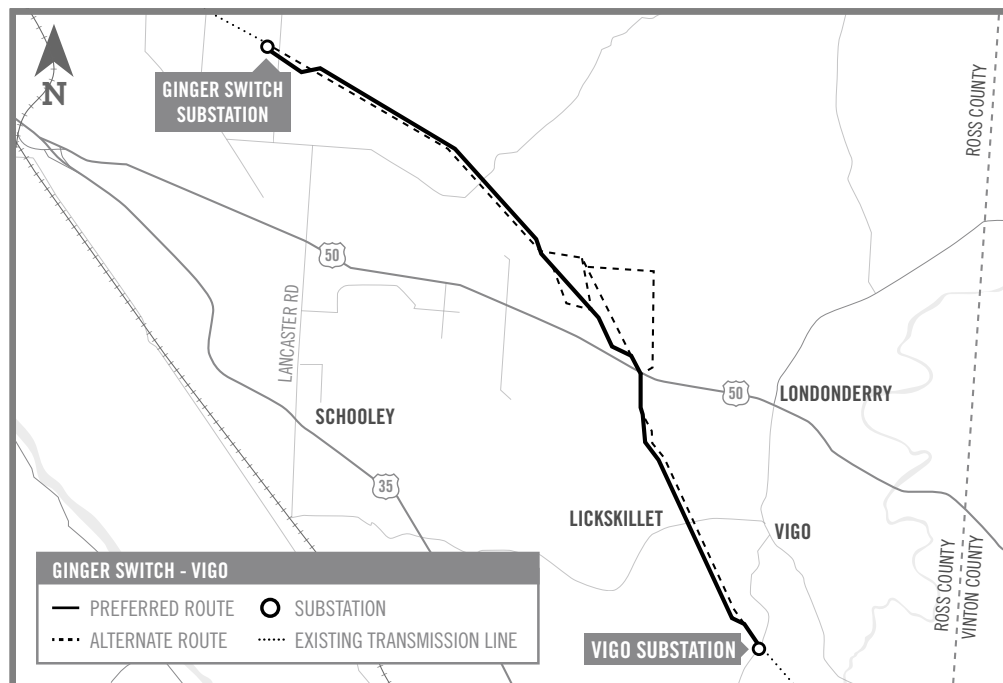 N
GINGER SWITCH
SUBSTATION
ROSS COUNTY
50
LANCASTER RD
50
LONDONDERRY
SCHOOLEY
35
LICKSKILLET
VIGO
ROSS COUNTY
VINTON COUNTY
GINGER SWITCH - VIGO
PREFERRED ROUTE
SUBSTATION
ALTERNATE ROUTE
EXISTING TRANSMISSION LINE
VIGO SUBSTATION